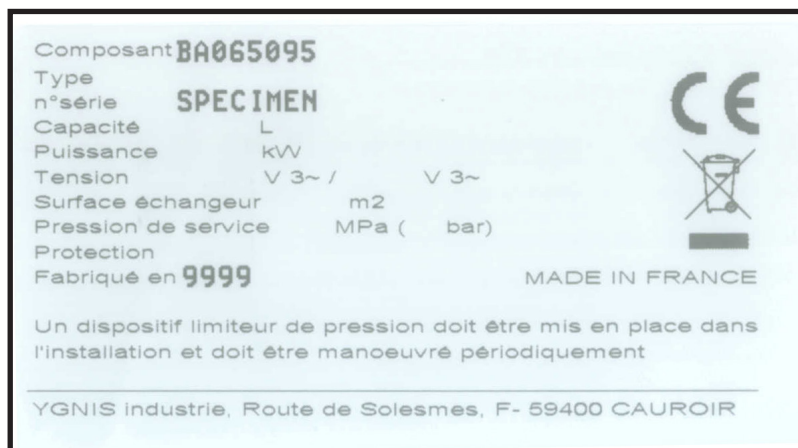 Composant BA065095
Type
n°série SPECIMEN
Capacité L
Puissance kW
Tension V 3~ / V 3~
Surface échangeur m2
Pression de service MPa ( bar)
Protection
Fabriqué en 9999 MADE IN FRANCE
CE
Un dispositif limiteur de pression doit être mis en place dans
l'installation et doit être manoeuvré périodiquement
YGNIS industrie, Route de Solesmes, F- 59400 CAUROIR